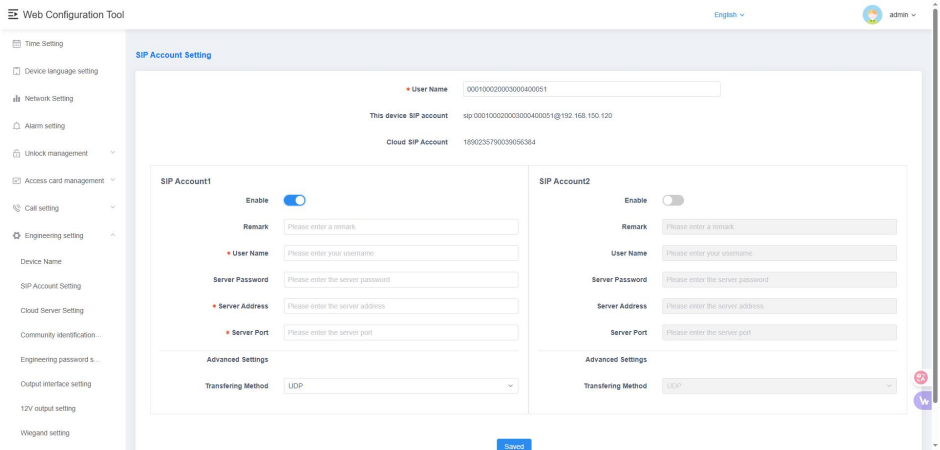 Web Configuration Tool
English
admin
Time Setting
Device language setting
Network Setting
Alarm setting
Unlock management
Access card management
Call setting
Engineering setting
Device Name
SIP Account Setting
Cloud Server Setting
Community identification...
Engineering password s...
Output interface setting
12V output setting
Wiegand setting
SIP Account Setting
* User Name 000100020003000400051
This device SIP account sip:000100020003000400051@192.168.150.120
Cloud SIP Account 1890235790039056384
SIP Account1
Enable
Remark Please enter a remark
* User Name Please enter your username
Server Password Please enter the server password
* Server Address Please enter the server address
* Server Port Please enter the server port
Advanced Settings
Transfering Method UDP
SIP Account2
Enable
Remark Please enter a remark
User Name Please enter your username
Server Password Please enter the server password
Server Address Please enter the server address
Server Port Please enter the server port
Advanced Settings
Transfering Method UDP
Saved